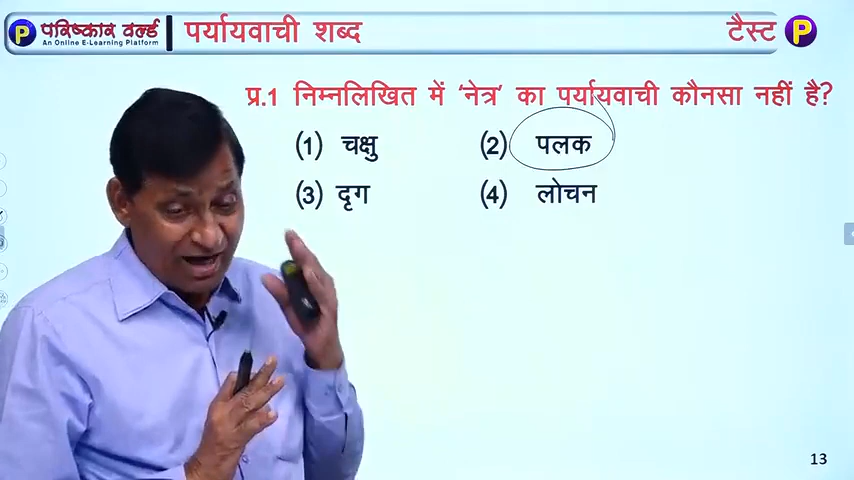 P परिष्कार वर्ल्ड पर्यायवाची शब्द टैस्ट P
An Online E-Learning Platform
प्र.1 निम्नलिखित में 'नेत्र' का पर्यायवाची कौनसा नहीं है?
(1) चक्षु (2) पलक
(3) दृग (4) लोचन
13